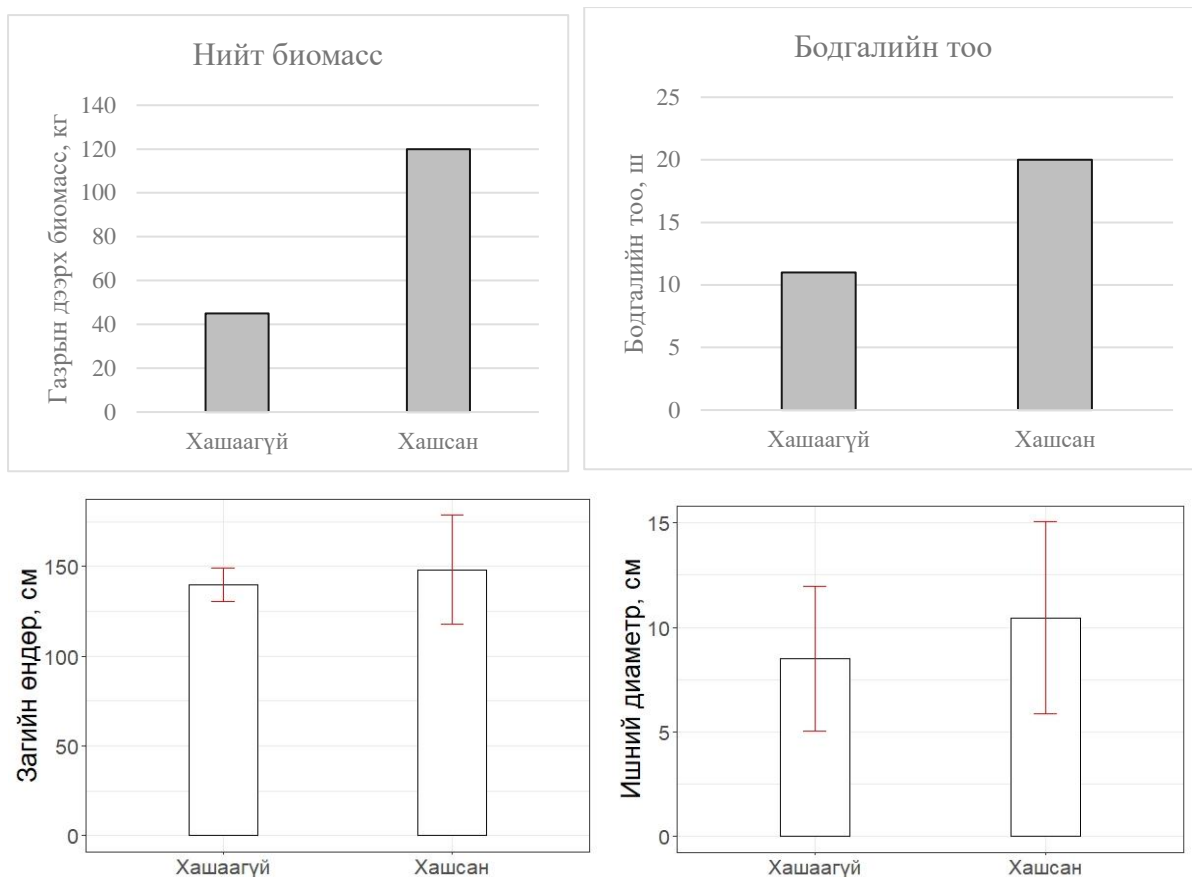 Нийт биомасс
Газрын дээрх биомасс, кг
140
120
100
80
60
40
20
0
Хашаагүй
Хашсан
Бодгалийн тоо
Бодгалийн тоо, ш
25
20
15
10
5
0
Хашаагүй
Хашсан
Загийн өндөр, см
150
100
50
0
Хашаагүй
Хашсан
Ишний диаметр, см
15
10
5
0
Хашаагүй
Хашсан